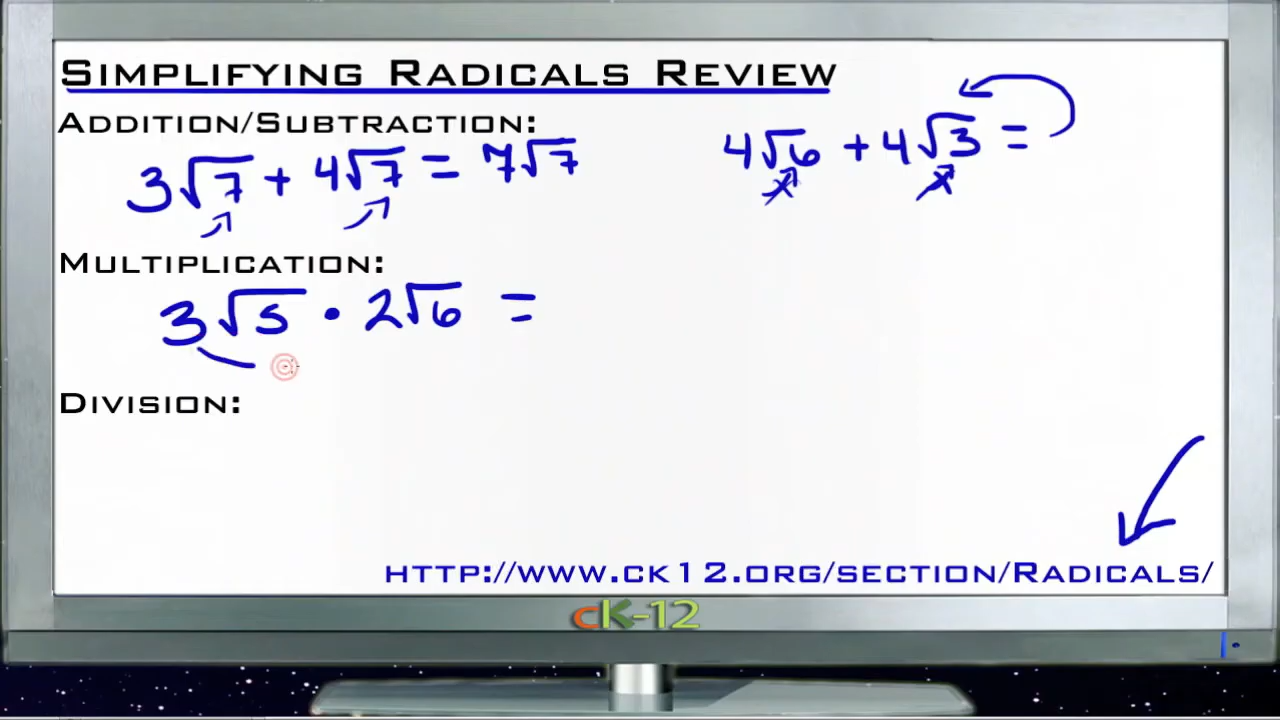 Simplifying Radicals Review
Addition/Subtraction:
3√7 + 4√7 = 7√7
4√6 + 4√3 =
Multiplication:
3√5 • 2√6 =
Division:
http://www.ck12.org/section/Radicals/
cK-12